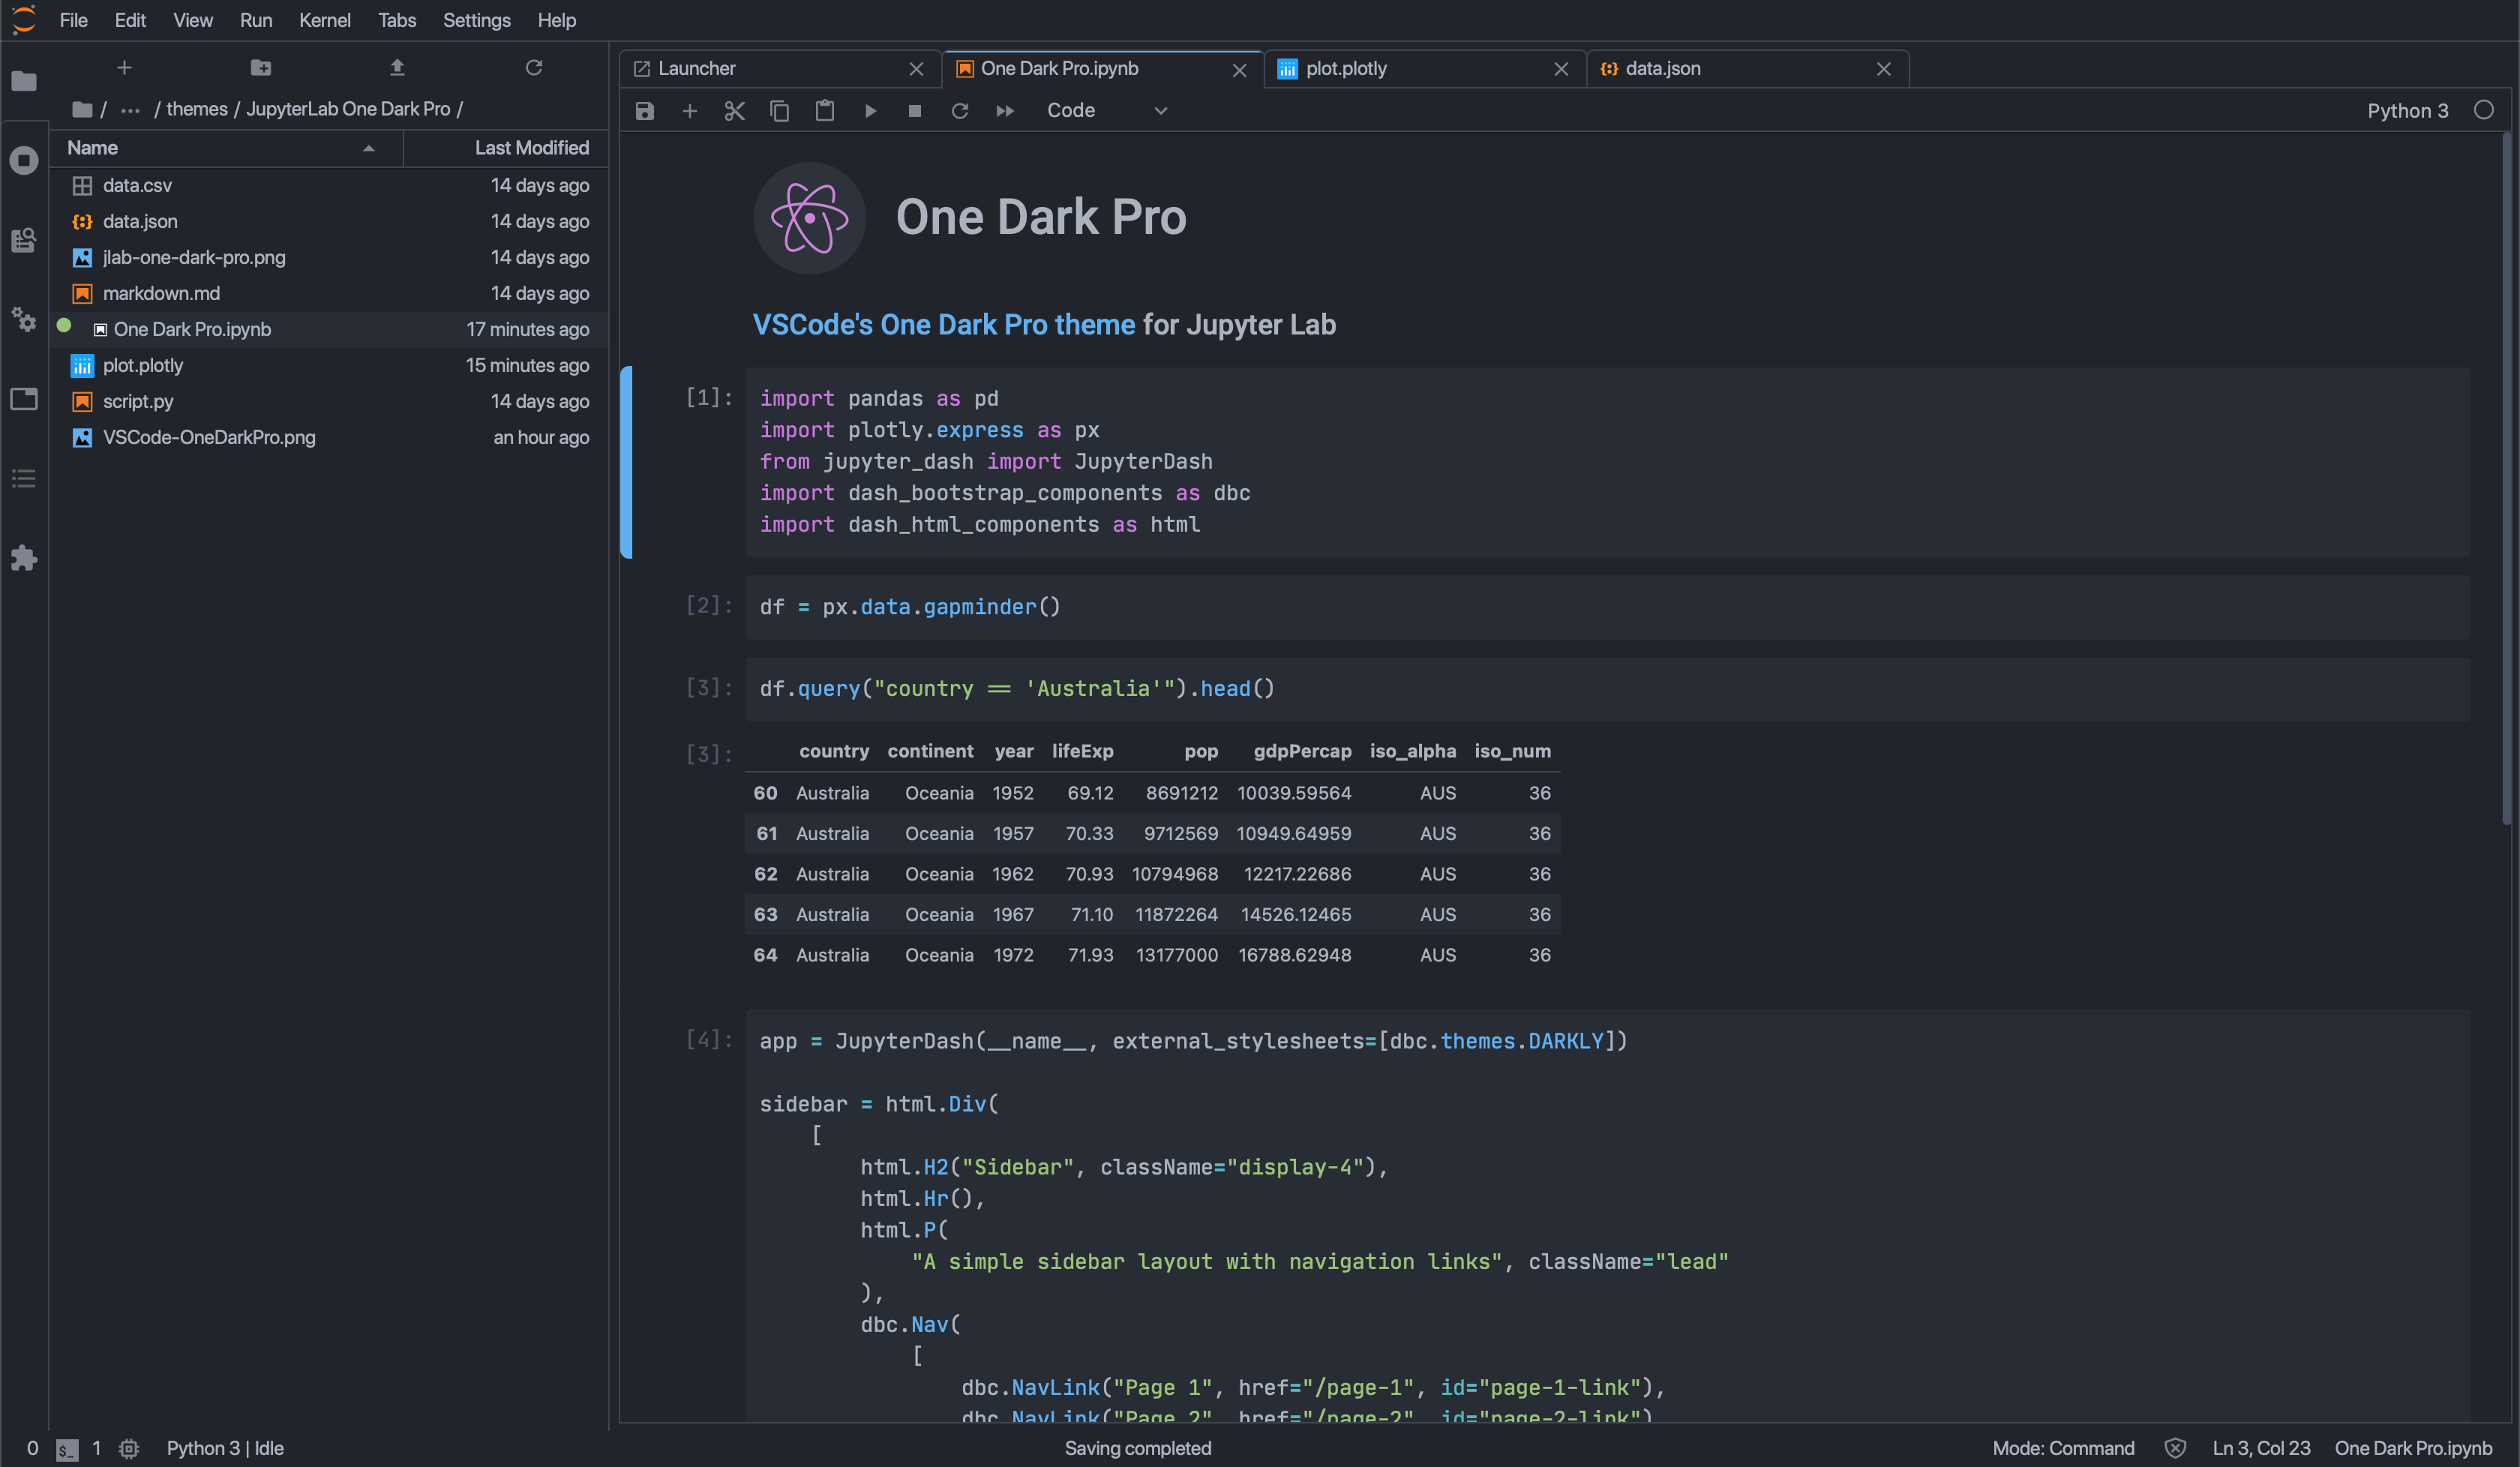 File Edit View Run Kernel Tabs Settings Help
/ ··· / themes / JupyterLab One Dark Pro /
Name Last Modified
data.csv 14 days ago
data.json 14 days ago
jlab-one-dark-pro.png 14 days ago
markdown.md 14 days ago
One Dark Pro.ipynb 17 minutes ago
plot.plotly 15 minutes ago
script.py 14 days ago
VSCode-OneDarkPro.png an hour ago
Launcher One Dark Pro.ipynb plot.plotly data.json
Code Python 3
One Dark Pro
VSCode's One Dark Pro theme for Jupyter Lab
[1]: import pandas as pd
import plotly.express as px
from jupyter_dash import JupyterDash
import dash_bootstrap_components as dbc
import dash_html_components as html
[2]: df = px.data.gapminder()
[3]: df.query("country == 'Australia'").head()
[3]: country continent year lifeExp pop gdpPercap iso_alpha iso_num
60 Australia Oceania 1952 69.12 8691212 10039.59564 AUS 36
61 Australia Oceania 1957 70.33 9712569 10949.64959 AUS 36
62 Australia Oceania 1962 70.93 10794968 12217.22686 AUS 36
63 Australia Oceania 1967 71.10 11872264 14526.12465 AUS 36
64 Australia Oceania 1972 71.93 13177000 16788.62948 AUS 36
[4]: app = JupyterDash(__name__, external_stylesheets=[dbc.themes.DARKLY])
sidebar = html.Div(
[
html.H2("Sidebar", className="display-4"),
html.Hr(),
html.P(
"A simple sidebar layout with navigation links", className="lead"
),
dbc.Nav(
[
dbc.NavLink("Page 1", href="/page-1", id="page-1-link"),
dbc.NavLink("Page 2", href="/page-2", id="page-2-link"),
0 $_ 1 Python 3 | Idle Saving completed Mode: Command Ln 3, Col 23 One Dark Pro.ipynb